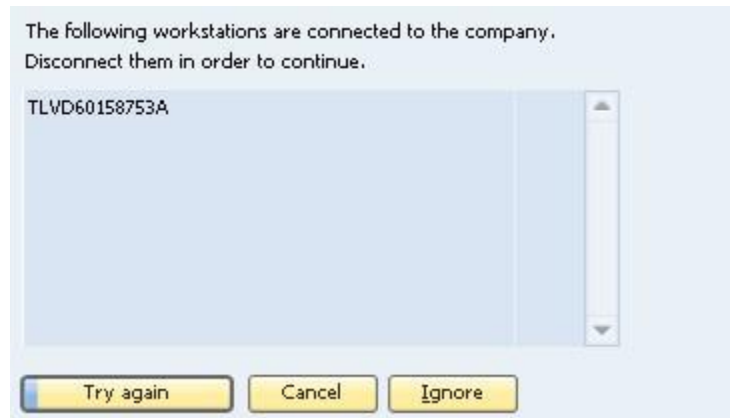 The following workstations are connected to the company.
Disconnect them in order to continue.
TLVD60158753A
Try again
Cancel
Ignore